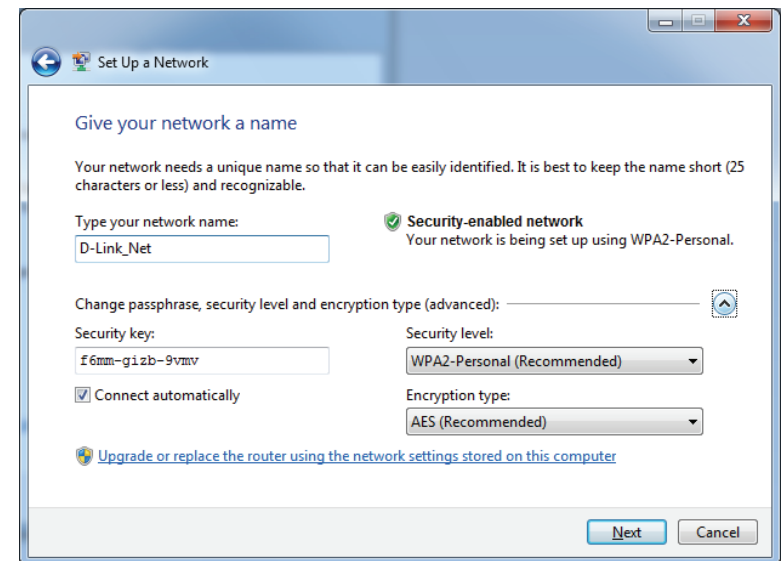 Set Up a Network
Give your network a name
Your network needs a unique name so that it can be easily identified. It is best to keep the name short (25
characters or less) and recognizable.
Type your network name:
D-Link_Net
Security-enabled network
Your network is being set up using WPA2-Personal.
Change passphrase, security level and encryption type (advanced):
Security key:
f6mm-gizb-9vmv
Security level:
WPA2-Personal (Recommended)
Connect automatically
Encryption type:
AES (Recommended)
Upgrade or replace the router using the network settings stored on this computer
Next
Cancel